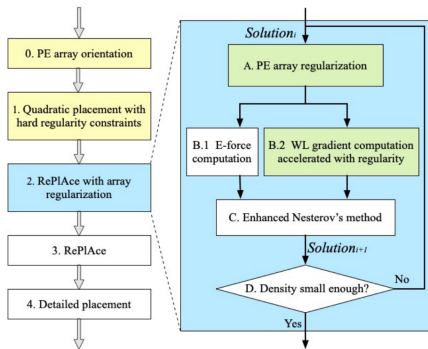 0. PE array orientation
1. Quadratic placement with
hard regularity constraints
2. RePlAce with array
regularization
3. RePlAce
4. Detailed placement
Solutionᵢ
A. PE array regularization
B.1 E-force
computation
B.2 WL gradient computation
accelerated with regularity
C. Enhanced Nesterov's method
Solutionᵢ₊₁
D. Density small enough?
No
Yes